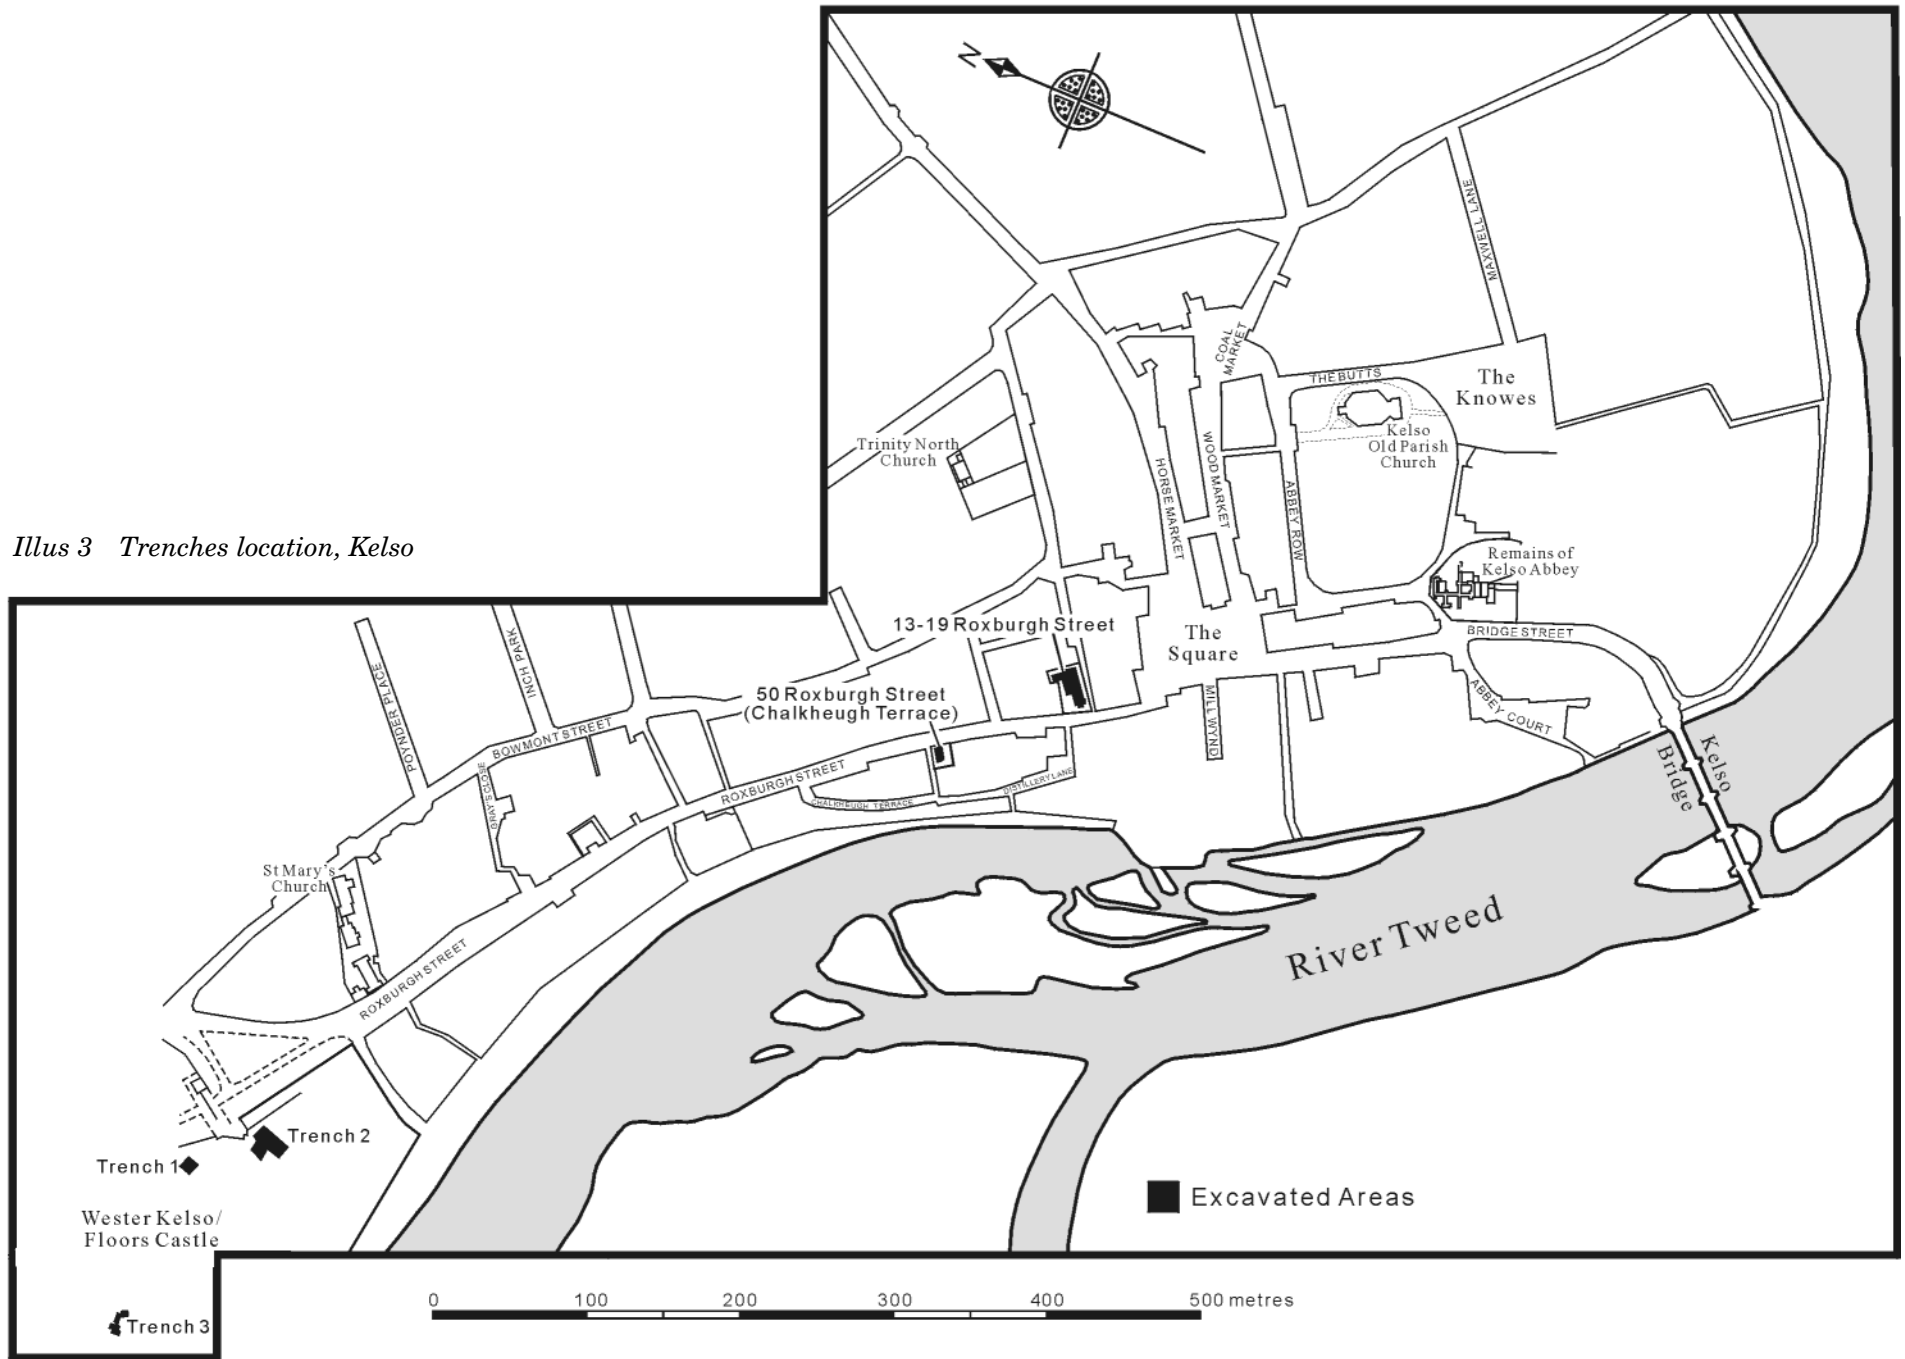 N
MAXWELL LANE
COAL
MARKET
THE BUTTS
The
Knowes
Trinity North
Church
Kelso
Old Parish
Church
HORSE MARKET
WOOD MARKET
ABBEY ROW
Illus 3 Trenches location, Kelso
Remains of
Kelso Abbey
13-19 Roxburgh Street
The
Square
BRIDGE STREET
POYNDER PLACE
INCH PARK
50 Roxburgh Street
(Chalkheugh Terrace)
MILL WYND
ABBEY COURT
BOWMONT STREET
GRAY'S CLOSE
ROXBURGH STREET
CHALKHEUGH TERRACE
DISTILLERY LANE
Kelso
Bridge
St Mary's
Church
River Tweed
ROXBURGH STREET
Trench 2
Trench 1
Excavated Areas
Wester Kelso/
Floors Castle
Trench 3
0 100 200 300 400 500 metres